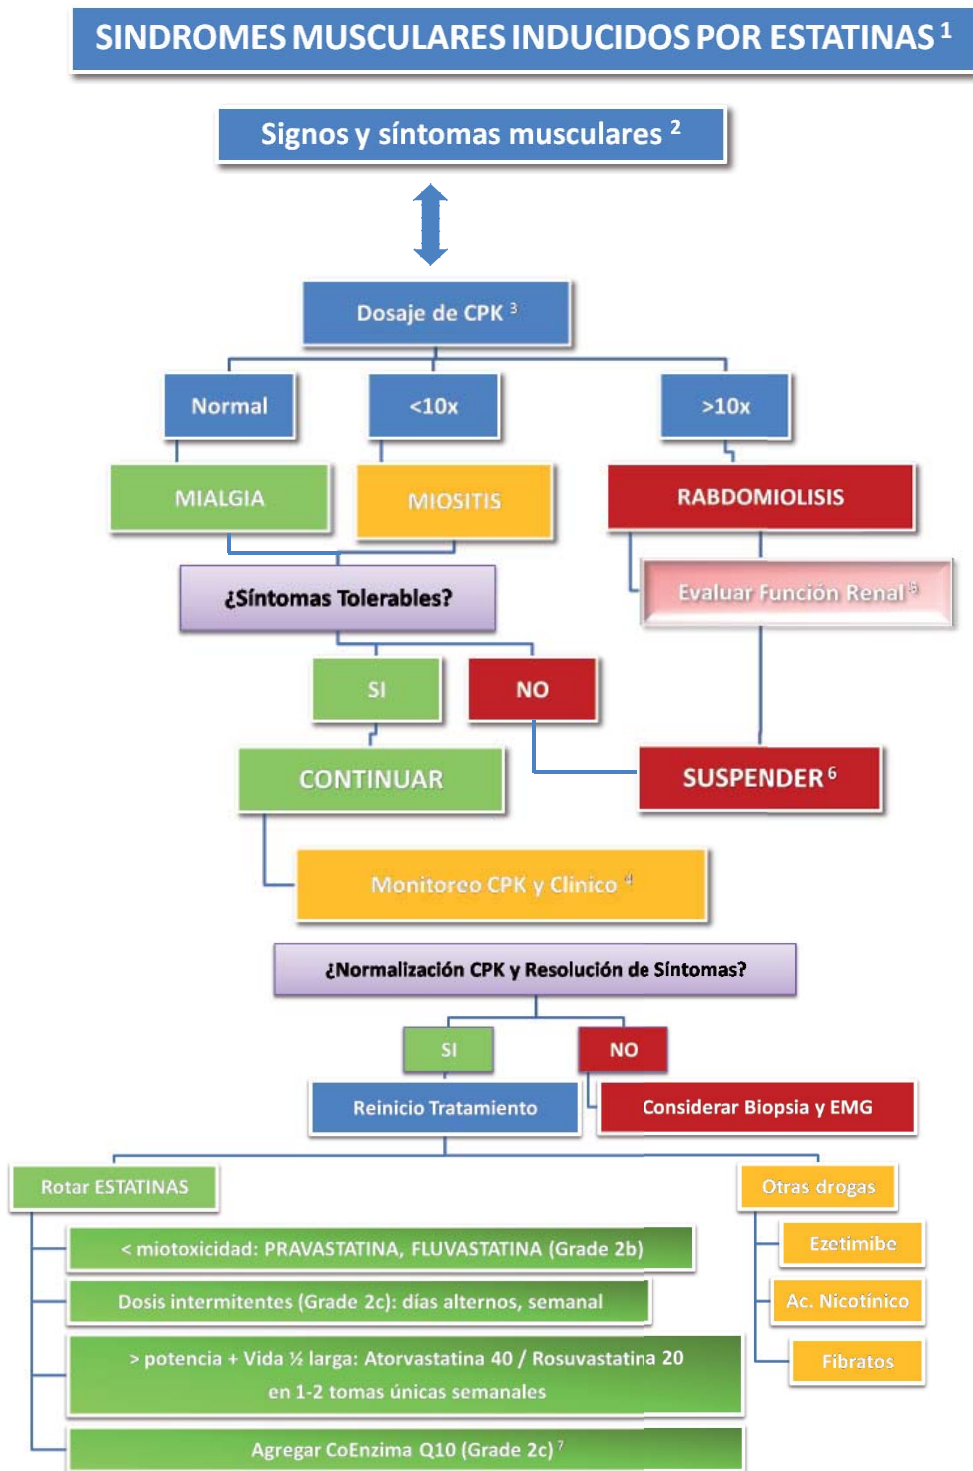 SINDROMES MUSCULARES INDUCIDOS POR ESTATINAS 1
Signos y síntomas musculares 2
Dosaje de CPK 3
Normal
<10x
>10x
MIALGIA
MIOSITIS
RABDOMIOLISIS
¿Síntomas Tolerables?
Evaluar Función Renal 5
SI
NO
CONTINUAR
SUSPENDER 6
Monitoreo CPK y Clinico 4
¿Normalización CPK y Resolución de Síntomas?
SI
NO
Reinicio Tratamiento
Considerar Biopsia y EMG
Rotar ESTATINAS
Otras drogas
< miotoxicidad: PRAVASTATINA, FLUVASTATINA (Grade 2b)
Ezetimibe
Dosis intermitentes (Grade 2c): días alternos, semanal
Ac. Nicotínico
> potencia + Vida ½ larga: Atorvastatina 40 / Rosuvastatina 20
en 1-2 tomas únicas semanales
Fibratos
Agregar CoEnzima Q10 (Grade 2c) 7